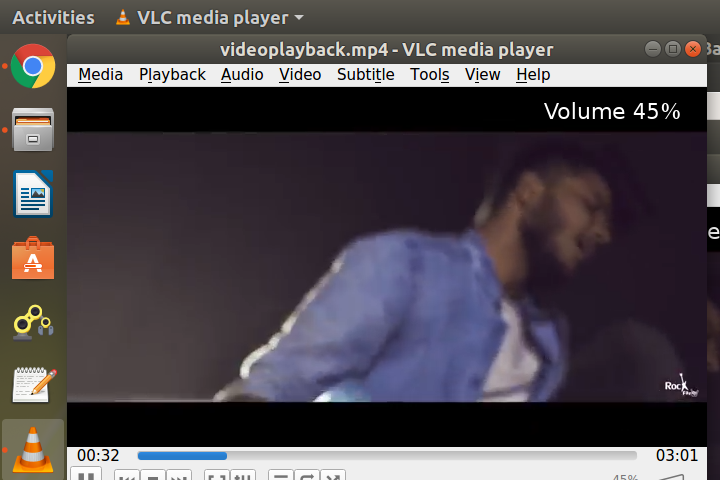 Activities VLC media player
videoplayback.mp4 - VLC media player
Media Playback Audio Video Subtitle Tools View Help
Volume 45%
Rock
00:32 03:01
45%